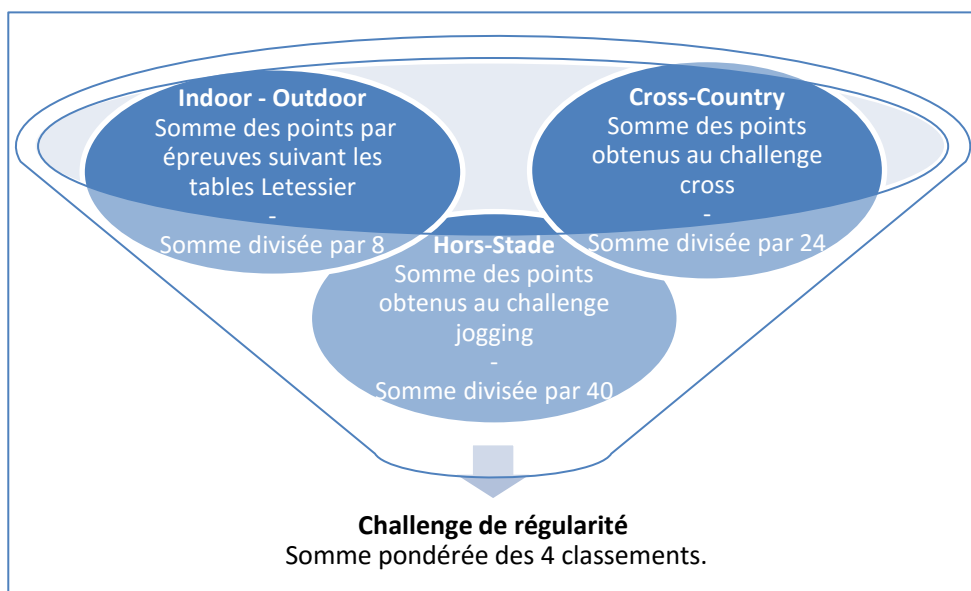 Indoor - Outdoor
Somme des points par
épreuves suivant les
tables Letessier
-
Somme divisée par 8
Cross-Country
Somme des points
obtenus au challenge
cross
-
Somme divisée par 24
Hors-Stade
Somme des points
obtenus au challenge
jogging
-
Somme divisée par 40
Challenge de régularité
Somme pondérée des 4 classements.